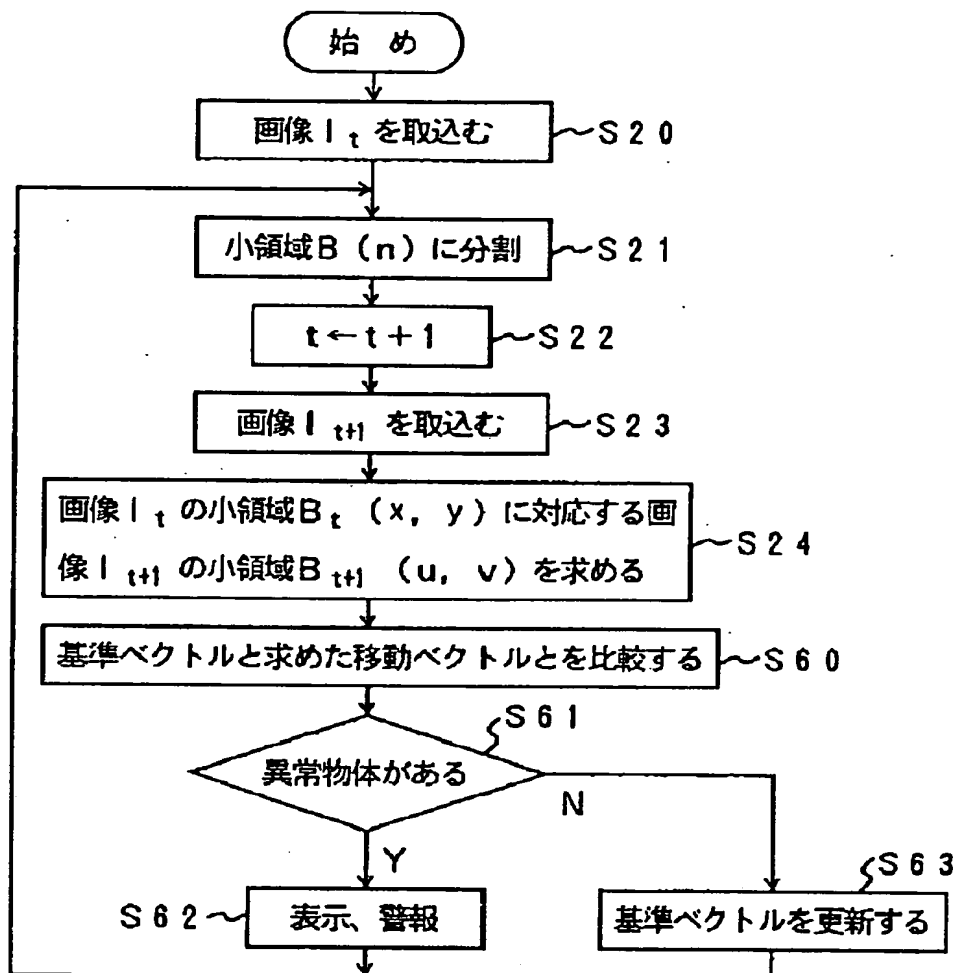 始 め
画像I t を取込む
S20
小領域B(n)に分割
S21
t←t+1
S22
画像I t+1 を取込む
S23
画像I t の小領域B t (x, y)に対応する画
像I t+1 の小領域B t+1 (u, v)を求める
S24
基準ベクトルと求めた移動ベクトルとを比較する
S60
S61
異常物体がある
N
Y
S63
S62
表示、警報
基準ベクトルを更新する